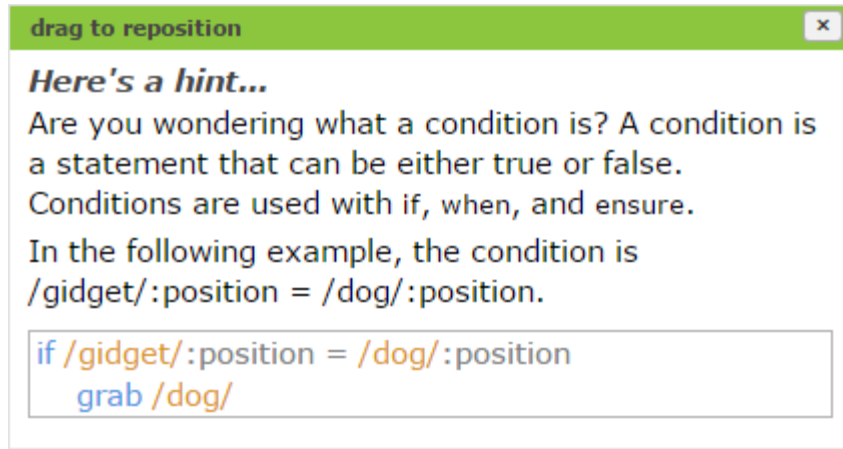 drag to reposition
×
Here's a hint...
Are you wondering what a condition is? A condition is
a statement that can be either true or false.
Conditions are used with if, when, and ensure.
In the following example, the condition is
/gidget/:position = /dog/:position.
if /gidget/:position = /dog/:position
grab /dog/